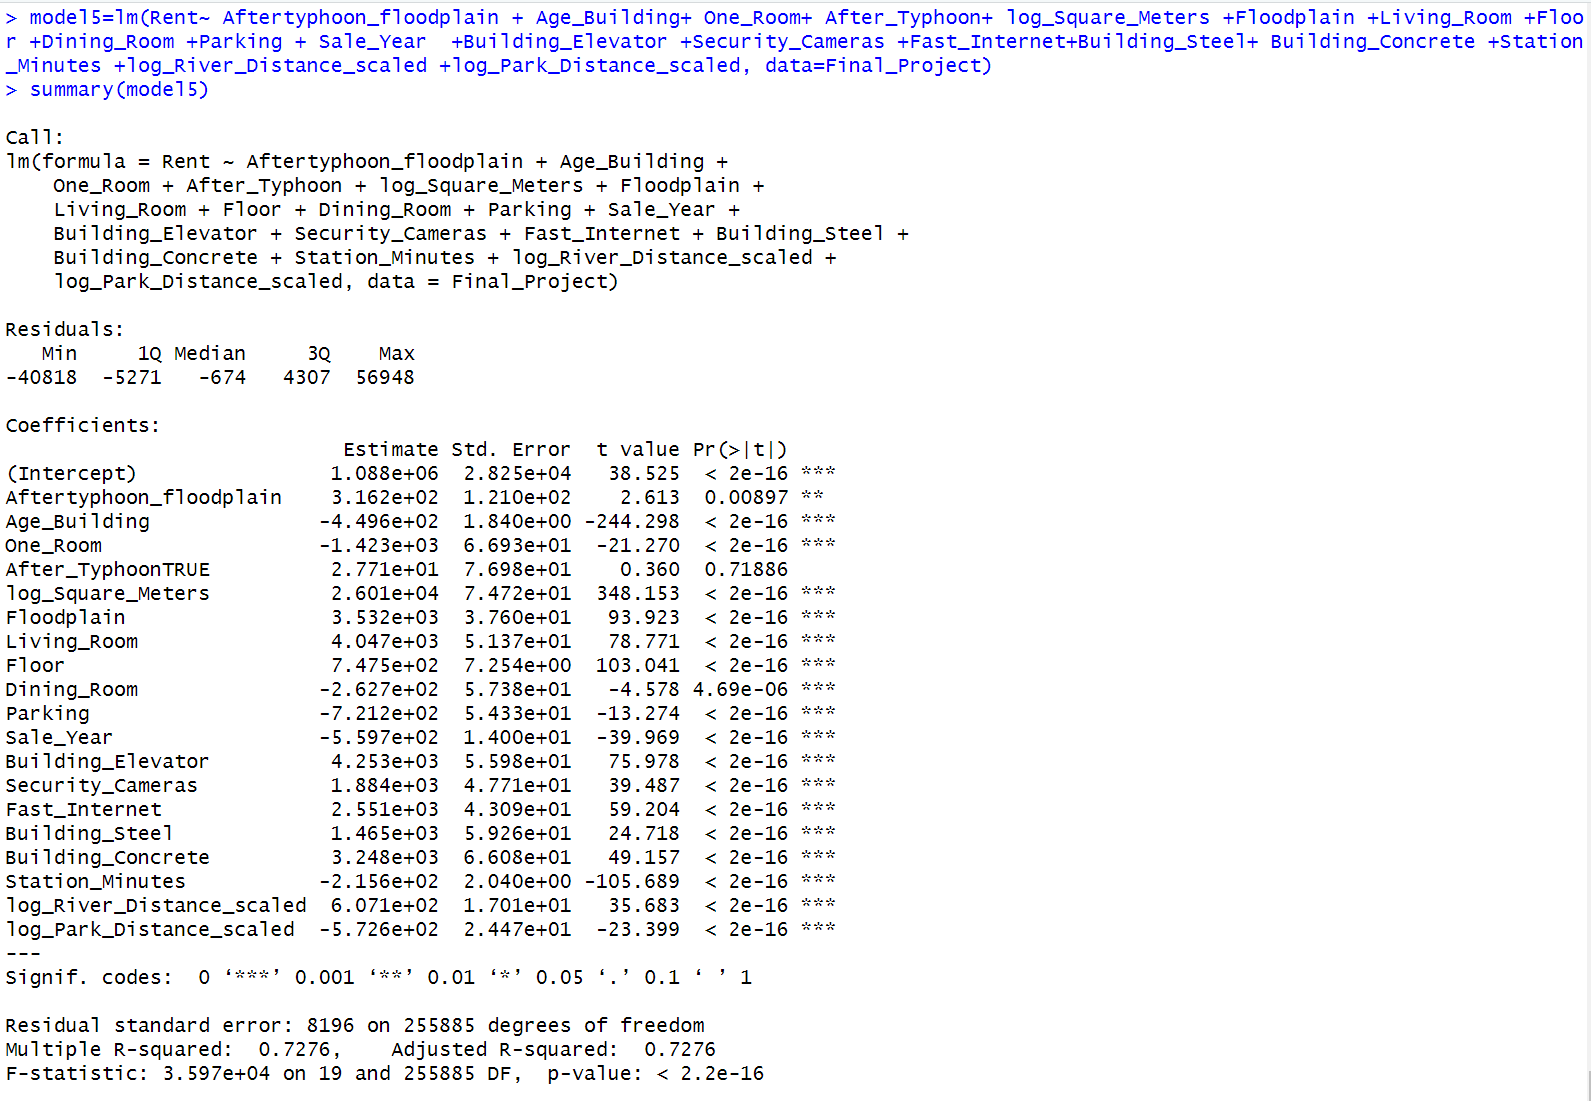 > model5=lm(Rent~ Aftertyphoon_floodplain + Age_Building+ One_Room+ After_Typhoon+ log_Square_Meters +Floodplain +Living_Room +Floo
r +Dining_Room +Parking + Sale_Year  +Building_Elevator +Security_Cameras +Fast_Internet+Building_Steel+ Building_Concrete +Station
_Minutes +log_River_Distance_scaled +log_Park_Distance_scaled, data=Final_Project)
> summary(model5)
Call:
lm(formula = Rent ~ Aftertyphoon_floodplain + Age_Building +
    One_Room + After_Typhoon + log_Square_Meters + Floodplain +
    Living_Room + Floor + Dining_Room + Parking + Sale_Year +
    Building_Elevator + Security_Cameras + Fast_Internet + Building_Steel +
    Building_Concrete + Station_Minutes + log_River_Distance_scaled +
    log_Park_Distance_scaled, data = Final_Project)
Residuals:
   Min     1Q Median     3Q    Max
-40818  -5271   -674   4307  56948
Coefficients:
                            Estimate Std. Error  t value Pr(>|t|)
(Intercept)                1.088e+06  2.825e+04   38.525  < 2e-16 ***
Aftertyphoon_floodplain    3.162e+02  1.210e+02    2.613  0.00897 **
Age_Building              -4.496e+02  1.840e+00 -244.298  < 2e-16 ***
One_Room                  -1.423e+03  6.693e+01  -21.270  < 2e-16 ***
After_TyphoonTRUE          2.771e+01  7.698e+01    0.360  0.71886
log_Square_Meters          2.601e+04  7.472e+01  348.153  < 2e-16 ***
Floodplain                 3.532e+03  3.760e+01   93.923  < 2e-16 ***
Living_Room                4.047e+03  5.137e+01   78.771  < 2e-16 ***
Floor                      7.475e+02  7.254e+00  103.041  < 2e-16 ***
Dining_Room               -2.627e+02  5.738e+01   -4.578 4.69e-06 ***
Parking                   -7.212e+02  5.433e+01  -13.274  < 2e-16 ***
Sale_Year                 -5.597e+02  1.400e+01  -39.969  < 2e-16 ***
Building_Elevator          4.253e+03  5.598e+01   75.978  < 2e-16 ***
Security_Cameras           1.884e+03  4.771e+01   39.487  < 2e-16 ***
Fast_Internet              2.551e+03  4.309e+01   59.204  < 2e-16 ***
Building_Steel             1.465e+03  5.926e+01   24.718  < 2e-16 ***
Building_Concrete          3.248e+03  6.608e+01   49.157  < 2e-16 ***
Station_Minutes           -2.156e+02  2.040e+00 -105.689  < 2e-16 ***
log_River_Distance_scaled  6.071e+02  1.701e+01   35.683  < 2e-16 ***
log_Park_Distance_scaled  -5.726e+02  2.447e+01  -23.399  < 2e-16 ***
---
Signif. codes:  0 ‘***’ 0.001 ‘**’ 0.01 ‘*’ 0.05 ‘.’ 0.1 ‘ ’ 1
Residual standard error: 8196 on 255885 degrees of freedom
Multiple R-squared:  0.7276,	Adjusted R-squared:  0.7276
F-statistic: 3.597e+04 on 19 and 255885 DF,  p-value: < 2.2e-16